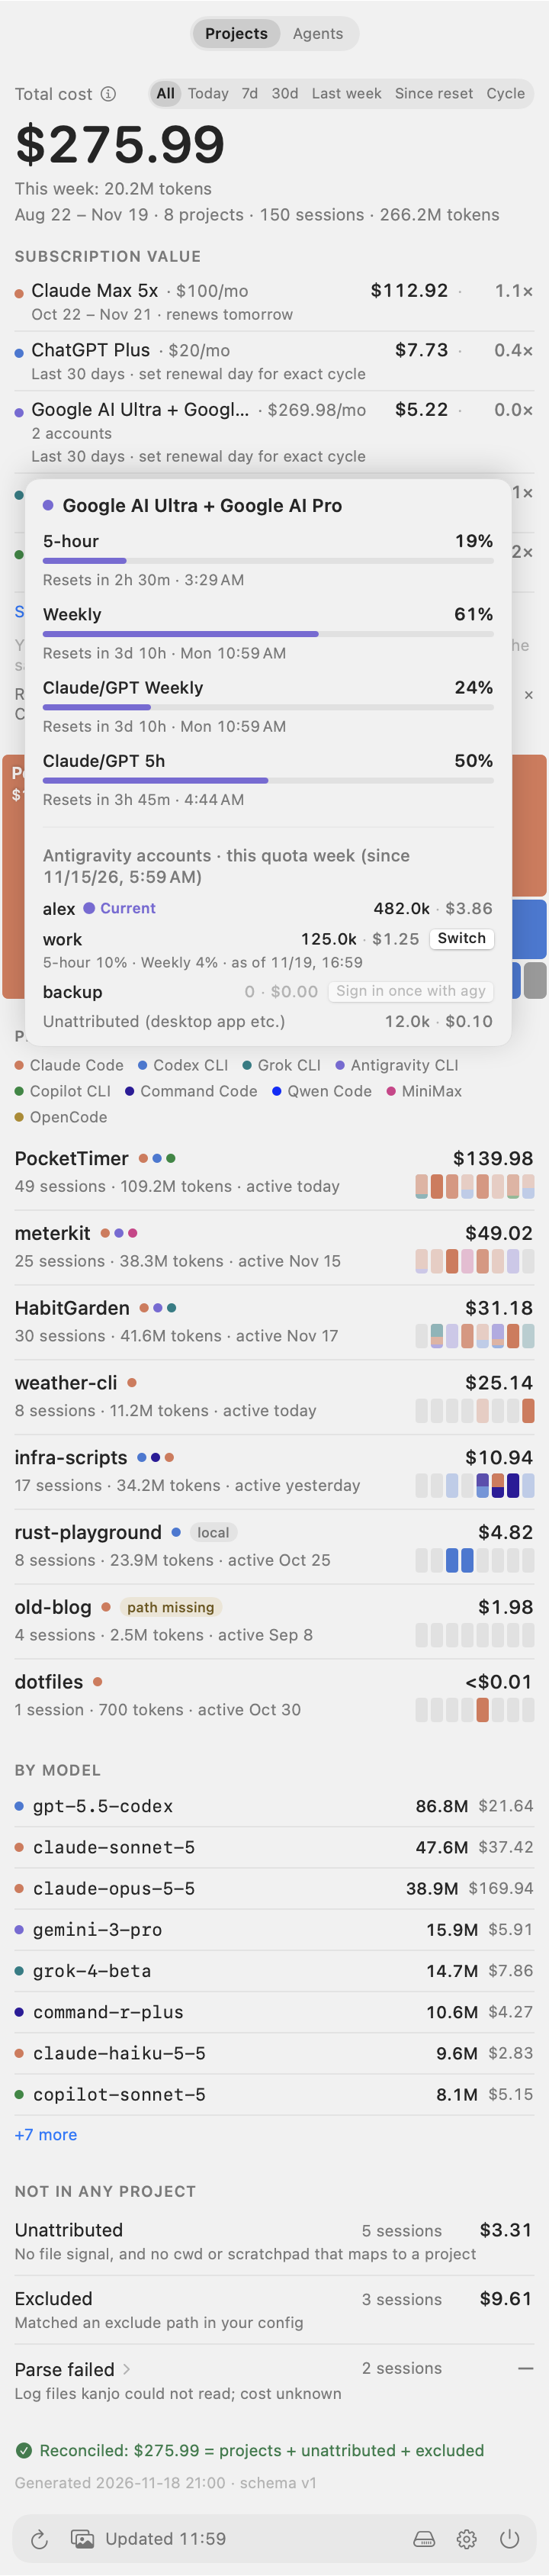 Projects Agents
Total cost All Today 7d 30d Last week Since reset Cycle
$275.99
This week: 20.2M tokens
Aug 22 – Nov 19 · 8 projects · 150 sessions · 266.2M tokens
SUBSCRIPTION VALUE
Claude Max 5x · $100/mo $112.92 · 1.1×
Oct 22 – Nov 21 · renews tomorrow
ChatGPT Plus · $20/mo $7.73 · 0.4×
Last 30 days · set renewal day for exact cycle
Google AI Ultra + Googl... · $269.98/mo $5.22 · 0.0×
2 accounts
Last 30 days · set renewal day for exact cycle
Google AI Ultra + Google AI Pro
5-hour 19%
Resets in 2h 30m · 3:29 AM
Weekly 61%
Resets in 3d 10h · Mon 10:59 AM
Claude/GPT Weekly 24%
Resets in 3d 10h · Mon 10:59 AM
Claude/GPT 5h 50%
Resets in 3h 45m · 4:44 AM
Antigravity accounts · this quota week (since
11/15/26, 5:59 AM)
alex Current 482.0k · $3.86
work 125.0k · $1.25 Switch
5-hour 10% · Weekly 4% · as of 11/19, 16:59
backup 0 · $0.00 Sign in once with agy
Unattributed (desktop app etc.) 12.0k · $0.10
Claude Code Codex CLI Grok CLI Antigravity CLI
Copilot CLI Command Code Qwen Code MiniMax
OpenCode
PocketTimer $139.98
49 sessions · 109.2M tokens · active today
meterkit $49.02
25 sessions · 38.3M tokens · active Nov 15
HabitGarden $31.18
30 sessions · 41.6M tokens · active Nov 17
weather-cli $25.14
8 sessions · 11.2M tokens · active today
infra-scripts $10.94
17 sessions · 34.2M tokens · active yesterday
rust-playground local $4.82
8 sessions · 23.9M tokens · active Oct 25
old-blog path missing $1.98
4 sessions · 2.5M tokens · active Sep 8
dotfiles <$0.01
1 session · 700 tokens · active Oct 30
BY MODEL
gpt-5.5-codex 86.8M $21.64
claude-sonnet-5 47.6M $37.42
claude-opus-5-5 38.9M $169.94
gemini-3-pro 15.9M $5.91
grok-4-beta 14.7M $7.86
command-r-plus 10.6M $4.27
claude-haiku-5-5 9.6M $2.83
copilot-sonnet-5 8.1M $5.15
+7 more
NOT IN ANY PROJECT
Unattributed 5 sessions $3.31
No file signal, and no cwd or scratchpad that maps to a project
Excluded 3 sessions $9.61
Matched an exclude path in your config
Parse failed > 2 sessions —
Log files kanjo could not read; cost unknown
Reconciled: $275.99 = projects + unattributed + excluded
Generated 2026-11-18 21:00 · schema v1
Updated 11:59